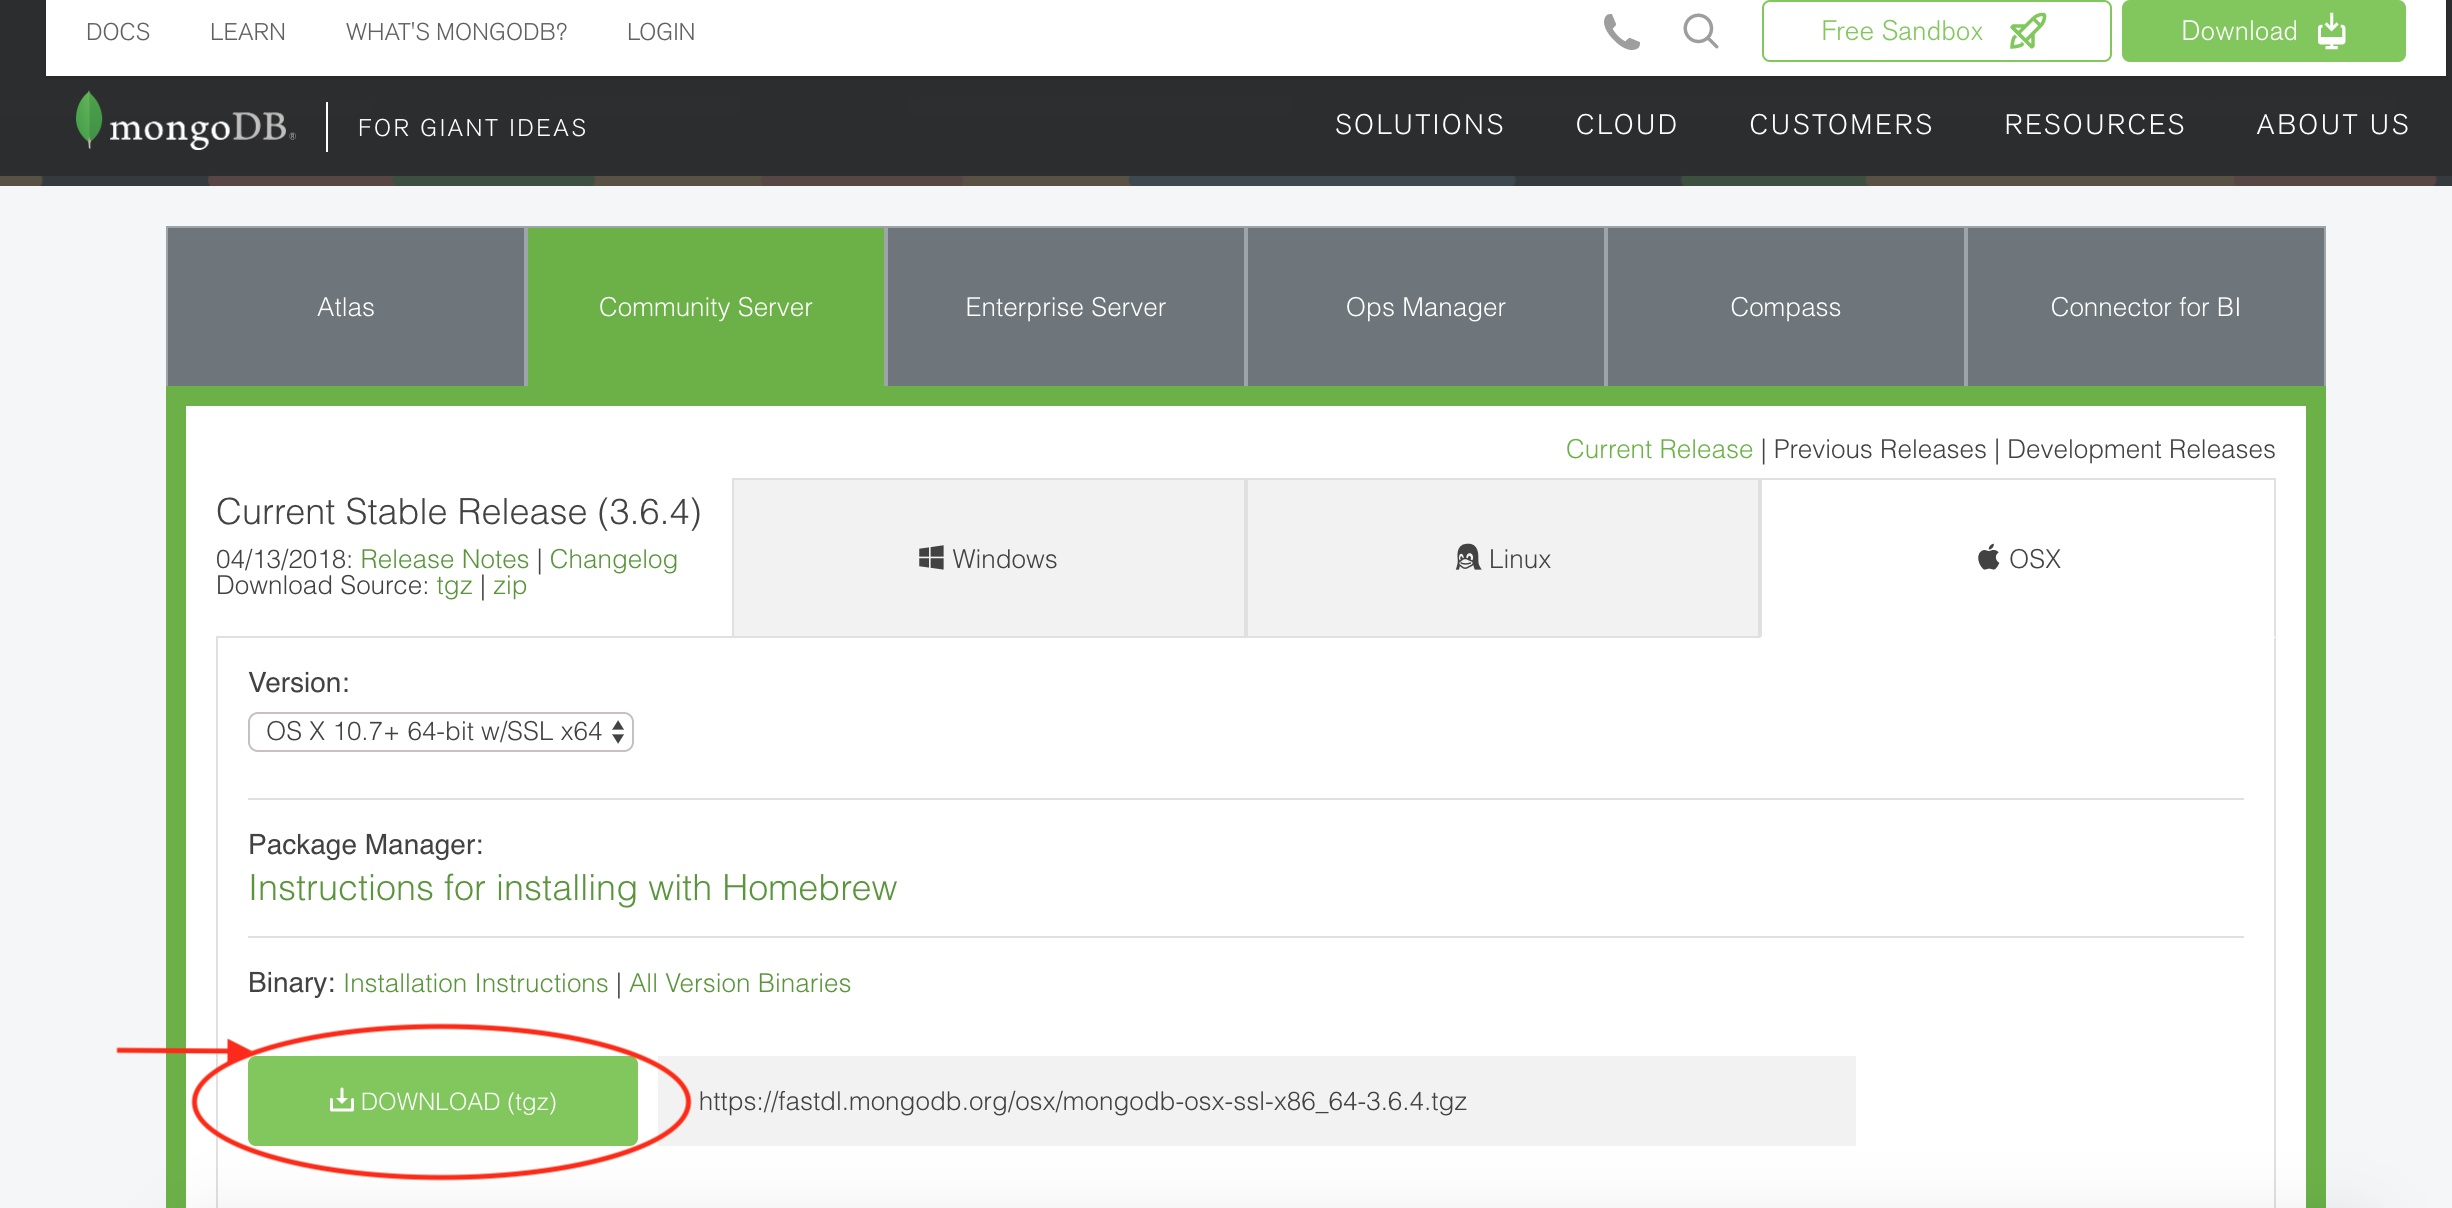 DOCS LEARN WHAT'S MONGODB? LOGIN Free Sandbox Download
mongoDB® FOR GIANT IDEAS SOLUTIONS CLOUD CUSTOMERS RESOURCES ABOUT US
Atlas Community Server Enterprise Server Ops Manager Compass Connector for BI
Current Release | Previous Releases | Development Releases
Current Stable Release (3.6.4)
04/13/2018: Release Notes | Changelog
Download Source: tgz | zip
Windows Linux OSX
Version:
OS X 10.7+ 64-bit w/SSL x64
Package Manager:
Instructions for installing with Homebrew
Binary: Installation Instructions | All Version Binaries
DOWNLOAD (tgz) https://fastdl.mongodb.org/osx/mongodb-osx-ssl-x86_64-3.6.4.tgz